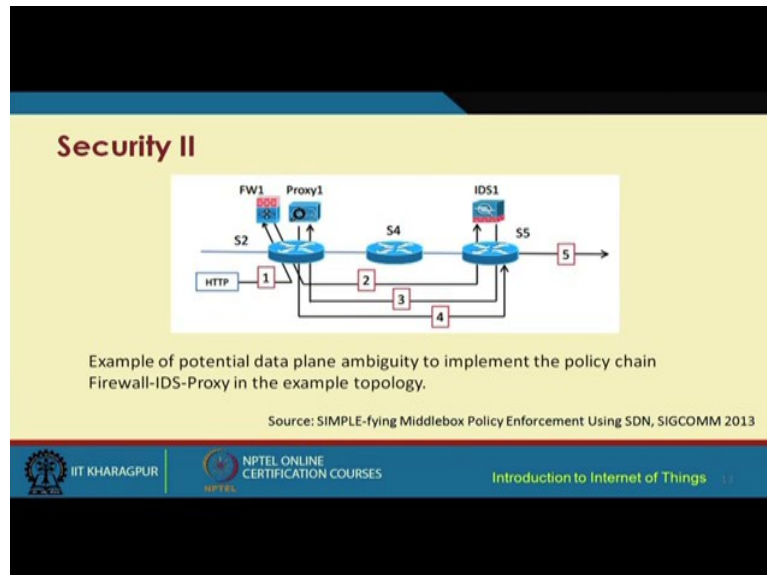 Security II
FW1 Proxy1 IDS1
S2 S4 S5
HTTP 1 2 5
3
4
Example of potential data plane ambiguity to implement the policy chain
Firewall-IDS-Proxy in the example topology.
Source: SIMPLE-fying Middlebox Policy Enforcement Using SDN, SIGCOMM 2013
IIT KHARAGPUR
NPTEL
NPTEL ONLINE
CERTIFICATION COURSES
Introduction to Internet of Things